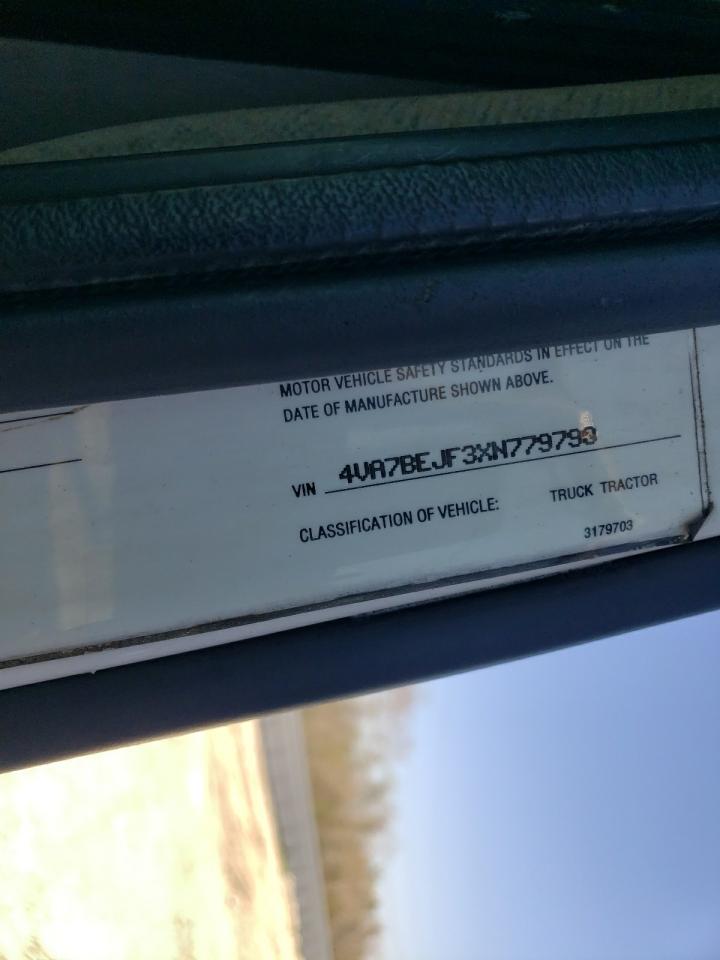 MOTOR VEHICLE SAFETY STANDARDS IN EFFECT ON THE
DATE OF MANUFACTURE SHOWN ABOVE.
VIN 4VA7BEJF3XN779793
CLASSIFICATION OF VEHICLE: TRUCK TRACTOR
3179703